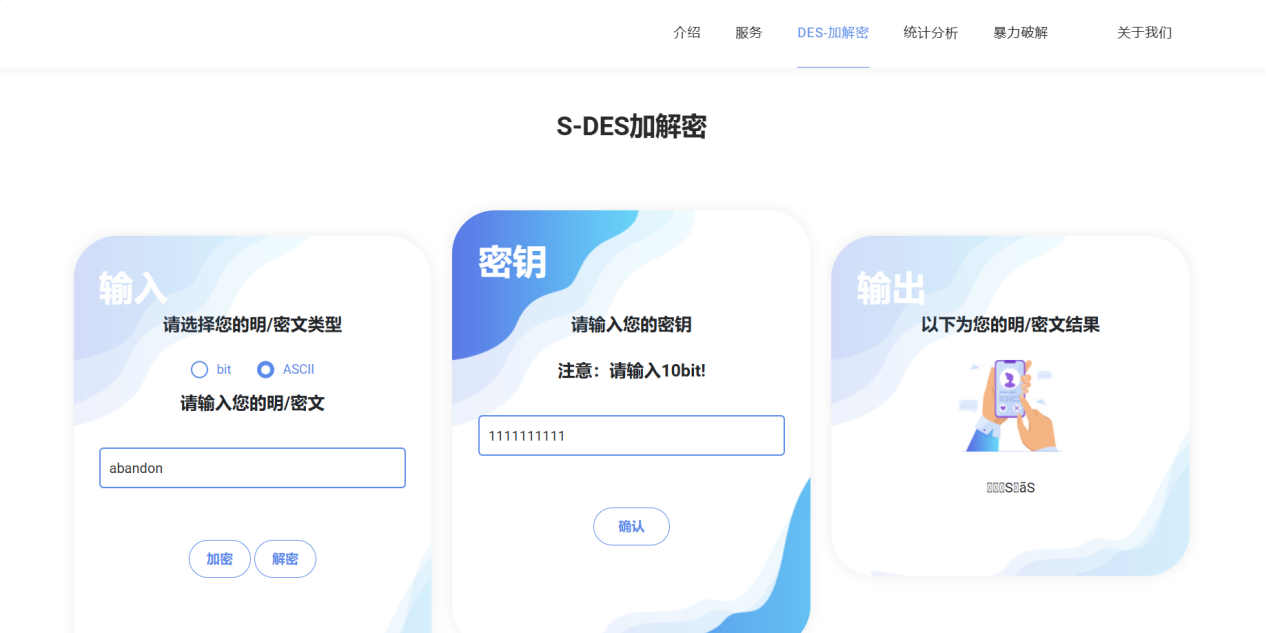 介绍 服务 DES-加解密 统计分析 暴力破解 关于我们
S-DES加解密
输入
请选择您的明/密文类型
bit ASCII
请输入您的明/密文
abandon
加密 解密
密钥
请输入您的密钥
注意：请输入10bit!
1111111111
确认
输出
以下为您的明/密文结果
SãS